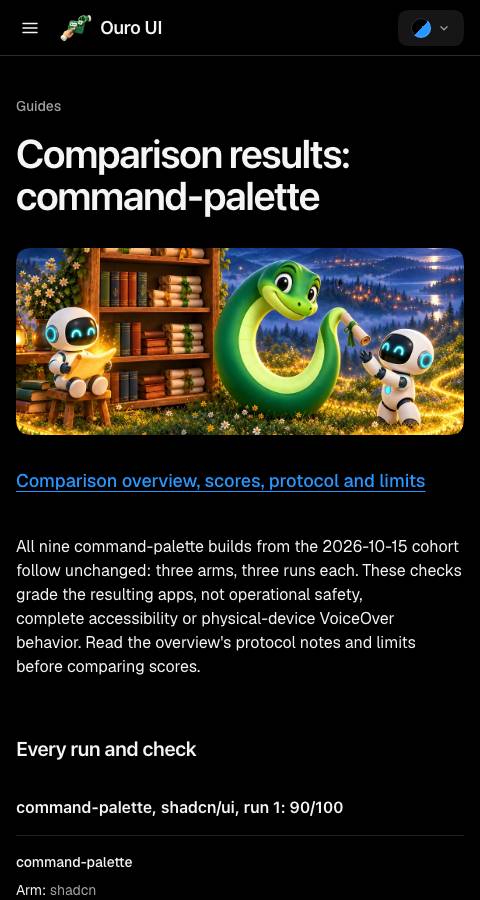 Ouro UI
Guides
Comparison results:
command-palette
Comparison overview, scores, protocol and limits
All nine command-palette builds from the 2026-10-15 cohort
follow unchanged: three arms, three runs each. These checks
grade the resulting apps, not operational safety,
complete accessibility or physical-device VoiceOver
behavior. Read the overview's protocol notes and limits
before comparing scores.
Every run and check
command-palette, shadcn/ui, run 1: 90/100
command-palette
Arm: shadcn